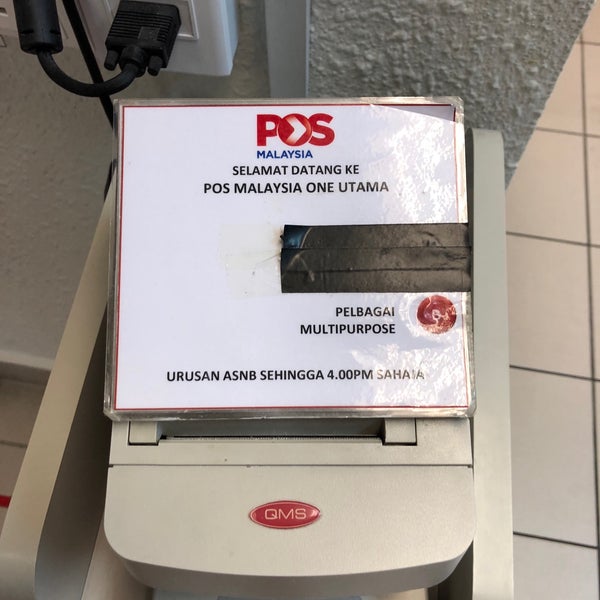 POS
MALAYSIA
SELAMAT DATANG KE
POS MALAYSIA ONE UTAMA
PELBAGAI
MULTIPURPOSE
URUSAN ASNB SEHINGGA 4.00PM SAHAJA
QMS